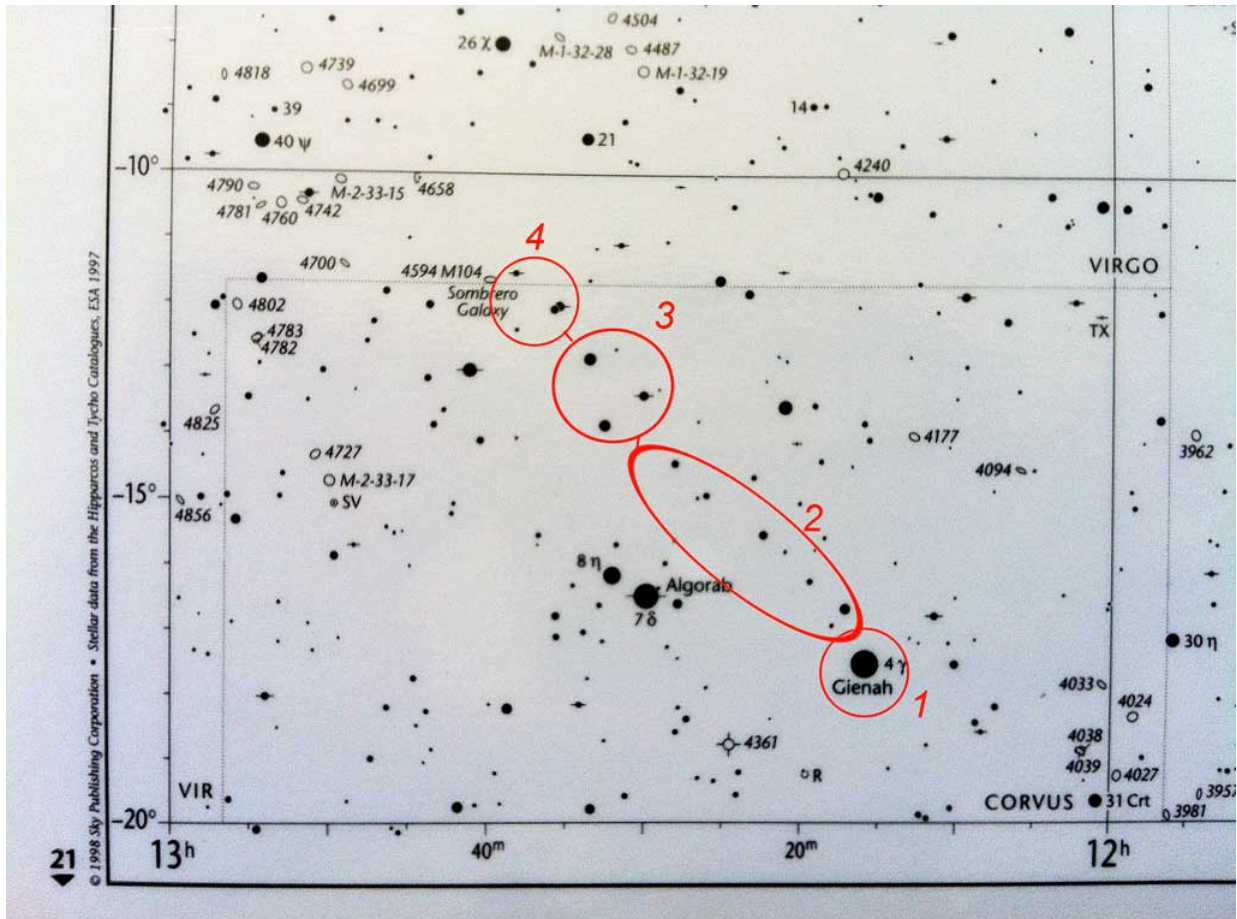 4504
26 χ
M-1-32-28
4487
4739
4818
4699
M-1-32-19
39
14
40 ψ
21
-10°
4240
4790
M-2-33-15
4658
4781
4760
4742
4
VIRGO
4700
4594 M104
Sombrero
Galaxy
3
4802
TX
4783
4782
4825
4177
3962
4727
4094
M-2-33-17
-15°
4856
SV
2
8 η
Algorab
7 δ
30 η
4 γ
Gienah
1
4033
4024
4361
4038
4039
4027
R
3957
VIR
CORVUS
31 Crt
3981
-20°
13h
40m
20m
12h
21
© 1998 Sky Publishing Corporation • Stellar data from the Hipparcos and Tycho Catalogues, ESA 1997